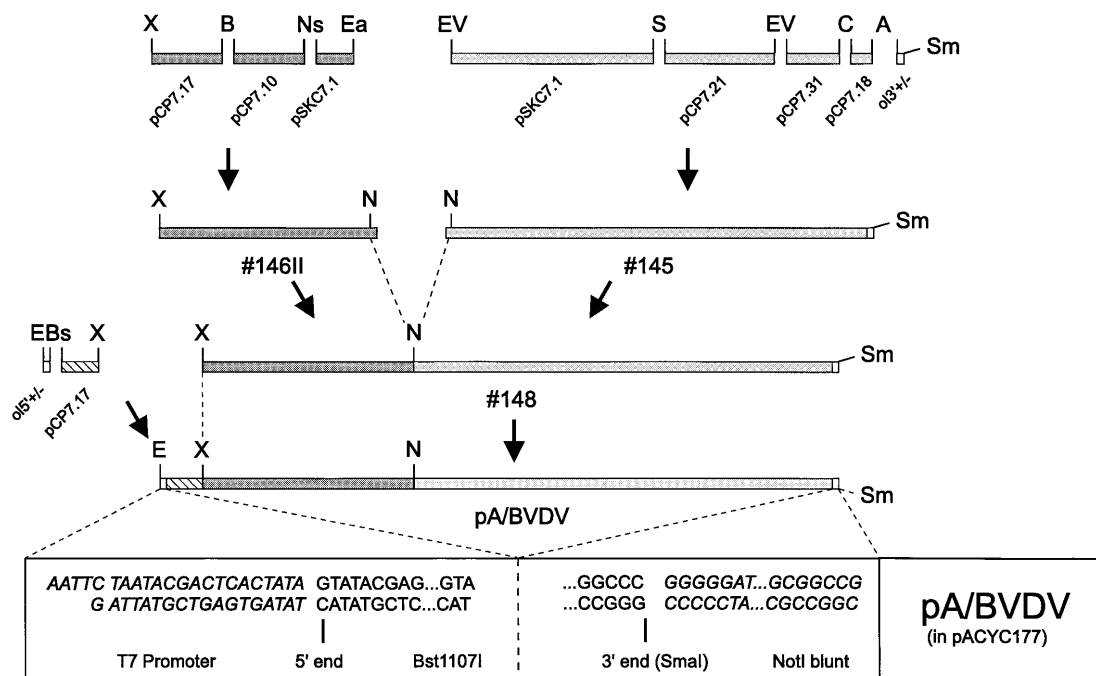 X B Ns Ea EV S EV C A Sm
pCP7.17 pCP7.10 pSKC7.1 pSKC7.1 pCP7.21 pCP7.31 pCP7.18 ol3'+/-
X N N Sm
#146II #145
EBs X X N Sm
ol5'+/- pCP7.17
#148
E X N Sm
pA/BVDV
AATTC TAATACGACTCACTATA GTATACGAG...GTA ...GGCCC GGGGGAT...GCGGCCG
G ATTATGCTGAGTGATAT CATATGCTC...CAT ...CCGGG CCCCCTA...CGCCGGC
T7 Promoter 5' end Bst1107I 3' end (SmaI) NotI blunt
pA/BVDV
(in pACYC177)